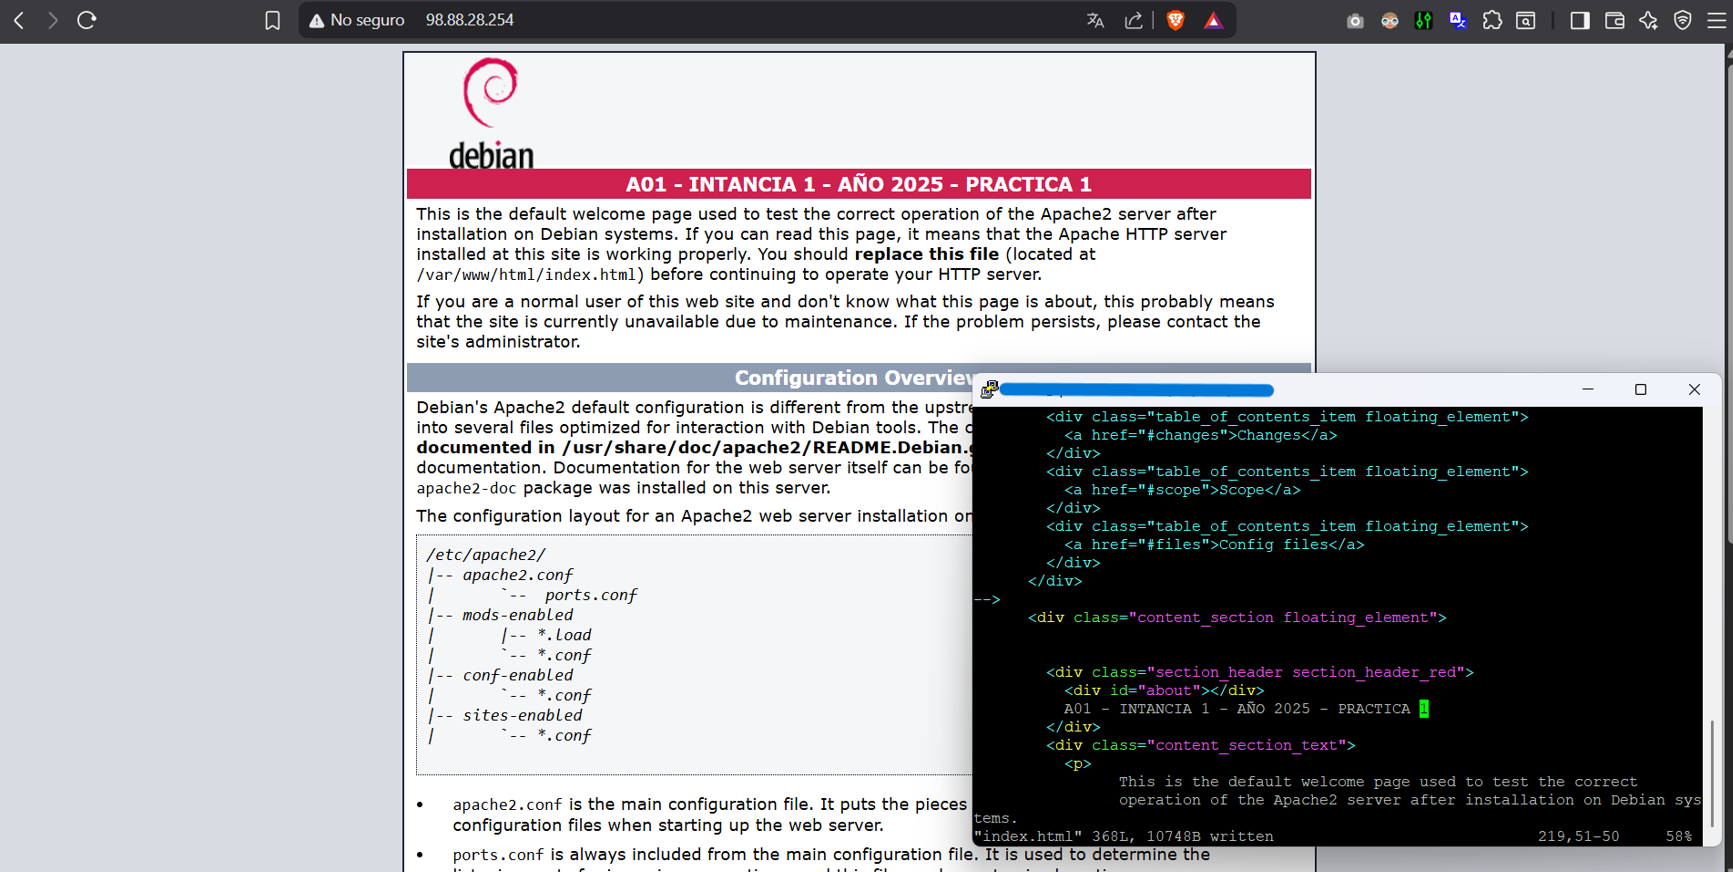 No seguro 98.88.28.254
debian
A01 - INTANCIA 1 - AÑO 2025 - PRACTICA 1
This is the default welcome page used to test the correct operation of the Apache2 server after
installation on Debian systems. If you can read this page, it means that the Apache HTTP server
installed at this site is working properly. You should replace this file (located at
/var/www/html/index.html) before continuing to operate your HTTP server.
If you are a normal user of this web site and don't know what this page is about, this probably means
that the site is currently unavailable due to maintenance. If the problem persists, please contact the
site's administrator.
Configuration Overview
Debian's Apache2 default configuration is different from the upstre
into several files optimized for interaction with Debian tools. The c
documented in /usr/share/doc/apache2/README.Debian.g
documentation. Documentation for the web server itself can be fou
apache2-doc package was installed on this server.
The configuration layout for an Apache2 web server installation on
/etc/apache2/
|-- apache2.conf
|       `--  ports.conf
|-- mods-enabled
|       |-- *.load
|       `-- *.conf
|-- conf-enabled
|       `-- *.conf
|-- sites-enabled
|       `-- *.conf
• apache2.conf is the main configuration file. It puts the pieces
configuration files when starting up the web server.
• ports.conf is always included from the main configuration file. It is used to determine the
<div class="table_of_contents_item floating_element">
<a href="#changes">Changes</a>
</div>
<div class="table_of_contents_item floating_element">
<a href="#scope">Scope</a>
</div>
<div class="table_of_contents_item floating_element">
<a href="#files">Config files</a>
</div>
</div>
-->
<div class="content_section floating_element">
<div class="section_header section_header_red">
<div id="about"></div>
A01 - INTANCIA 1 - AÑO 2025 - PRACTICA 1
</div>
<div class="content_section_text">
<p>
This is the default welcome page used to test the correct
operation of the Apache2 server after installation on Debian sys
tems.
"index.html" 368L, 10748B written 219,51-50 58%